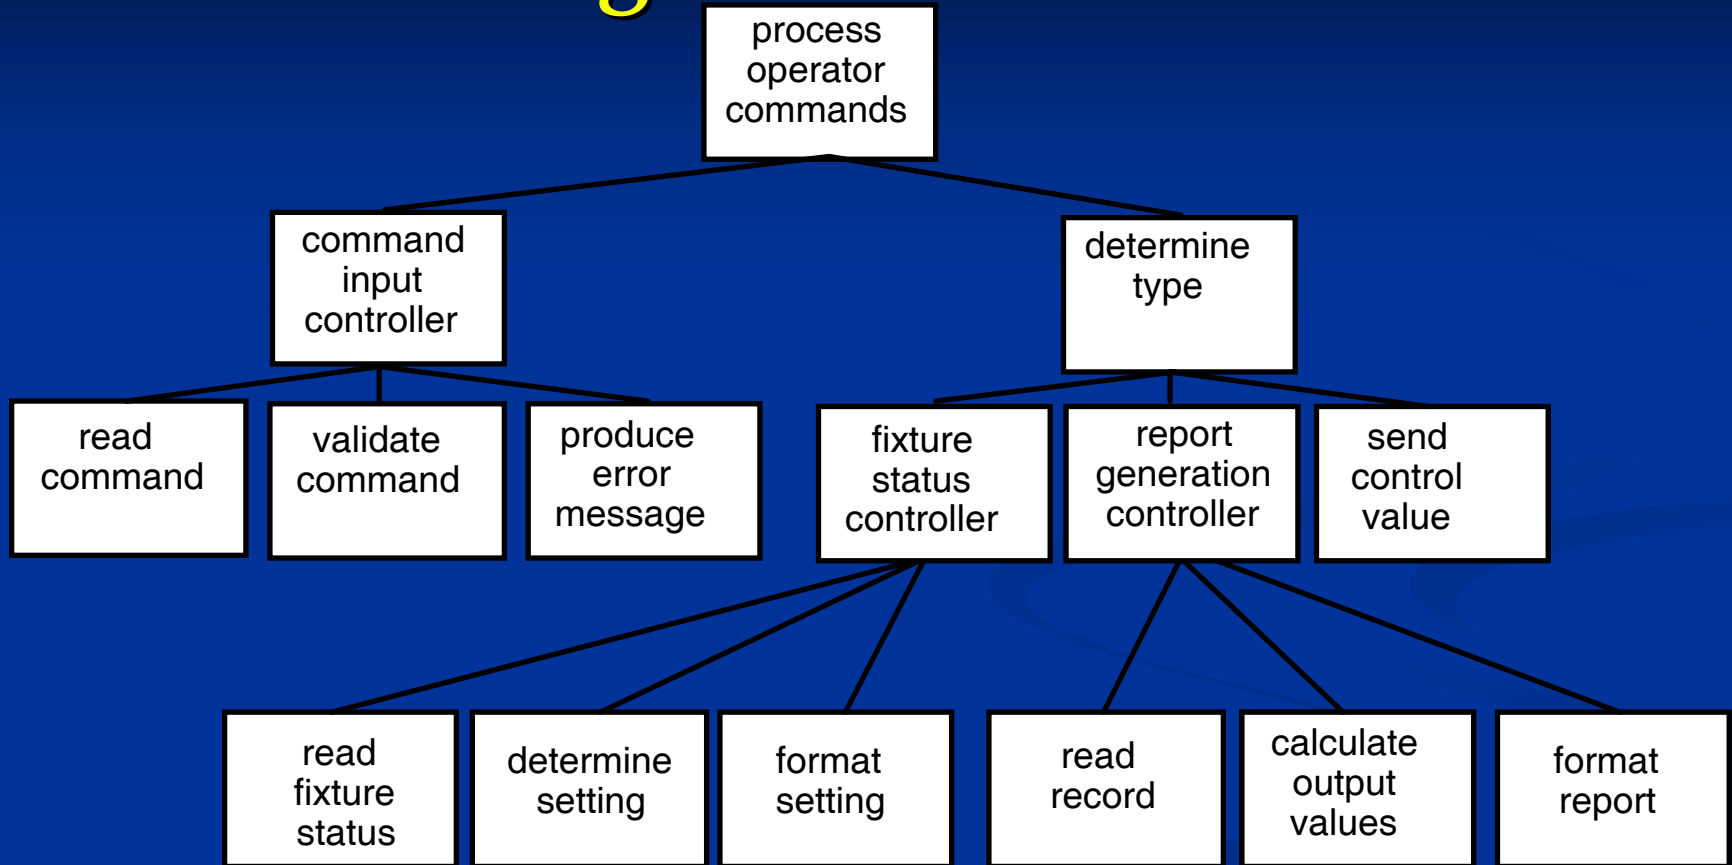 g
process
operator
commands
command
input
controller
determine
type
read
command
validate
command
produce
error
message
fixture
status
controller
report
generation
controller
send
control
value
read
fixture
status
determine
setting
format
setting
read
record
calculate
output
values
format
report